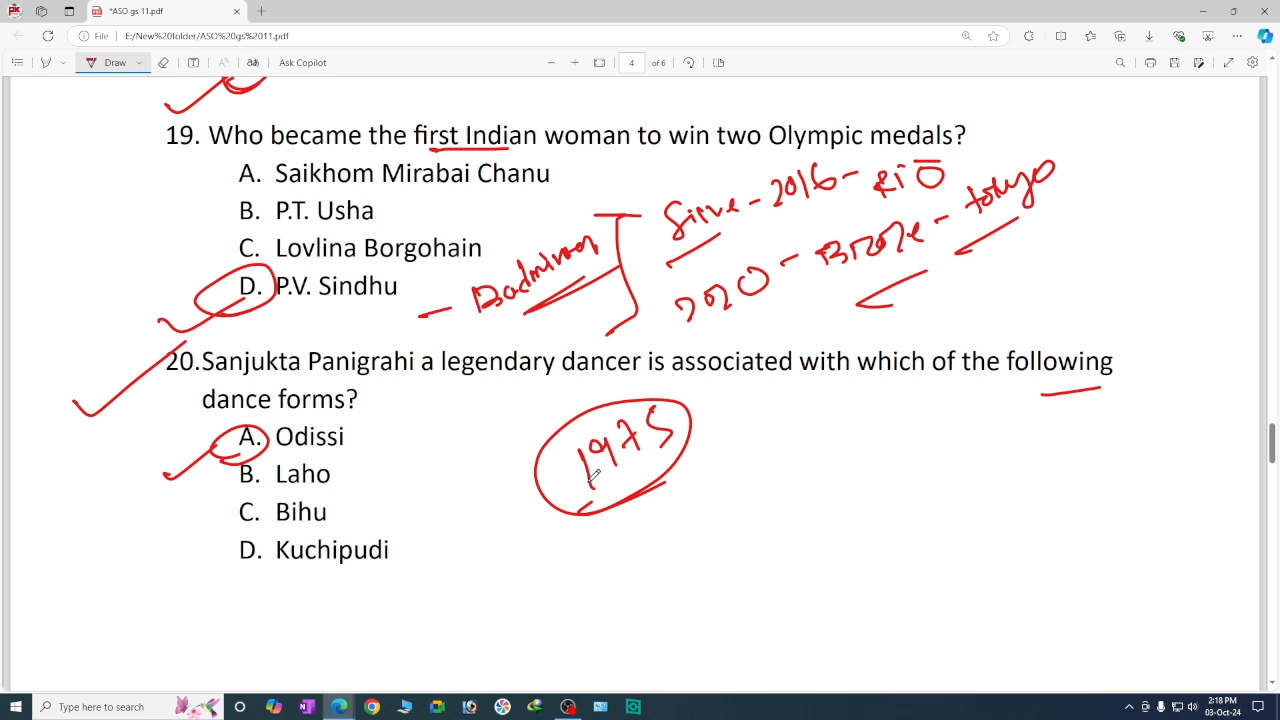 *ASO gs 11.pdf
File
E:/New%20folder/ASO%20gs%2011.pdf
Draw
Ask Copilot
4 of 6
19. Who became the first Indian woman to win two Olympic medals?
A. Saikhom Mirabai Chanu
B. P.T. Usha
C. Lovlina Borgohain
D. P.V. Sindhu
2016 - RiO
2020 -
- Tokyo
20.Sanjukta Panigrahi a legendary dancer is associated with which of the following
dance forms?
A. Odissi
B. Laho
C. Bihu
D. Kuchipudi
1975
Type here to search
2:18 PM
03-Oct-24